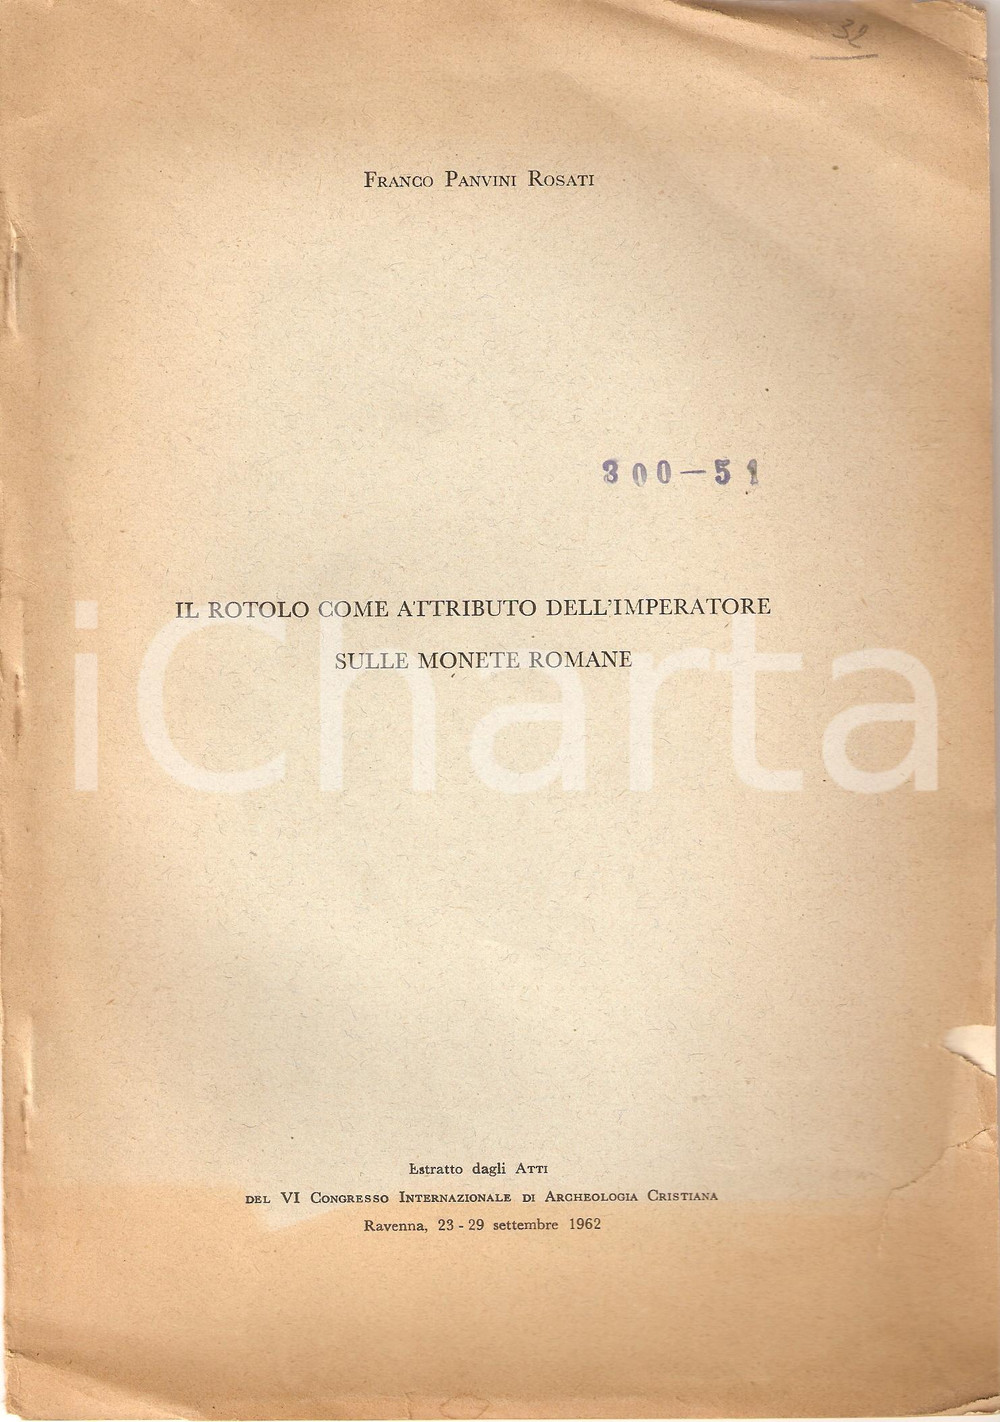 32
Franco Panvini Rosati
300-51
IL ROTOLO COME ATTRIBUTO DELL'IMPERATORE
SULLE MONETE ROMANE
iCharta
Estratto dagli Atti
del VI Congresso Internazionale di Archeologia Cristiana
Ravenna, 23-29 settembre 1962